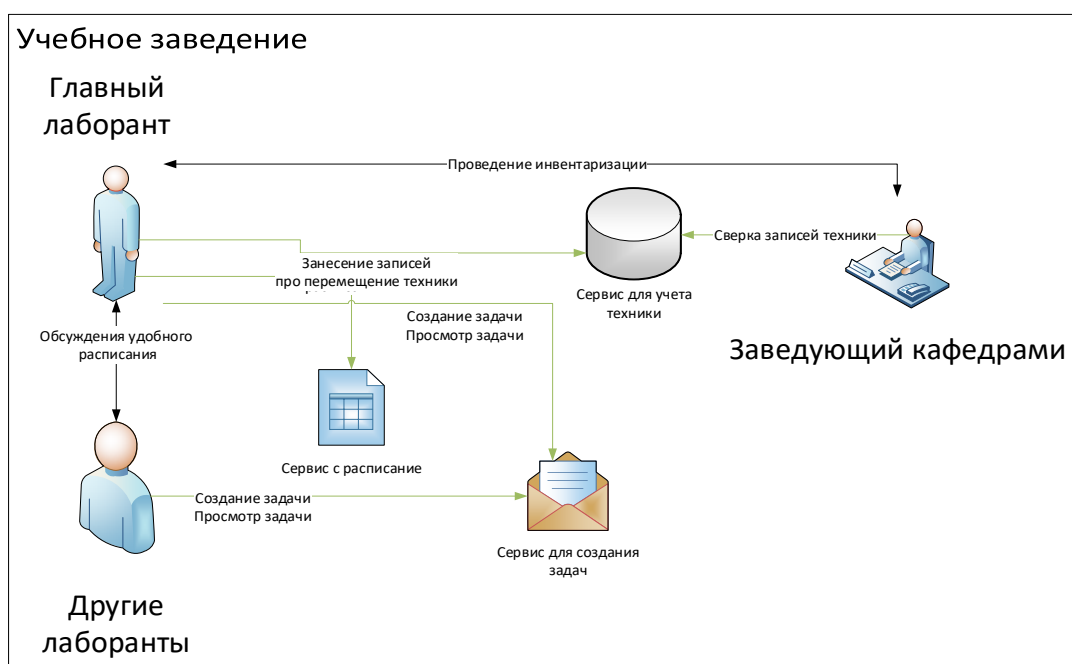 Учебное заведение
Главный
лаборант
Проведение инвентаризации
Сверка записей техники
Занесение записей
про перемещение техники
Сервис для учета
техники
Создание задачи
Просмотр задачи
Обсуждения удобного
расписания
Заведующий кафедрами
Сервис с расписание
Создание задачи
Просмотр задачи
Сервис для создания
задач
Другие
лаборанты